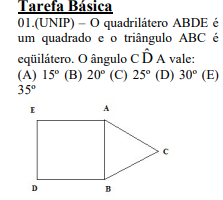 Tarefa Básica
01.(UNIP) – O quadrilátero ABDE é
um quadrado e o triângulo ABC é
eqüilátero. O ângulo C D̂ A vale:
(A) 15º (B) 20º (C) 25º (D) 30º (E)
35º
E A
C
D B